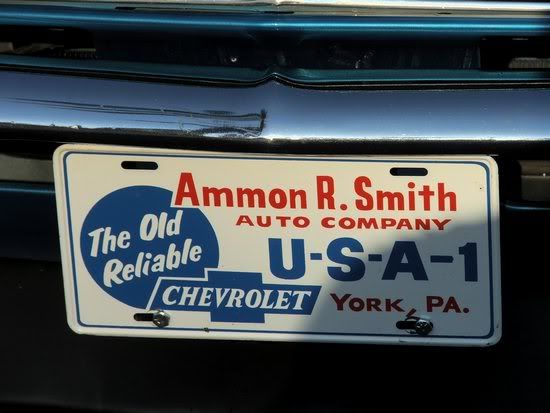 Ammon R. Smith
AUTO COMPANY
The Old
Reliable
U-S-A-1
CHEVROLET
YORK, PA.